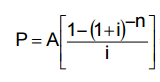 P = A[(1−(1+i)^−n)/i]